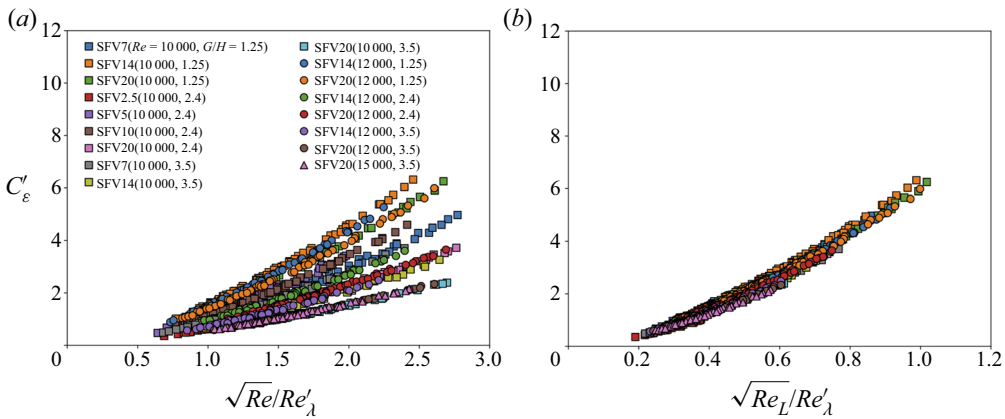 (a)
12
10
8
6
4
2
0
C′ε
SFV7(Re = 10 000, G/H = 1.25)
SFV14(10 000, 1.25)
SFV20(10 000, 1.25)
SFV2.5(10 000, 2.4)
SFV5(10 000, 2.4)
SFV10(10 000, 2.4)
SFV20(10 000, 2.4)
SFV7(10 000, 3.5)
SFV14(10 000, 3.5)
SFV20(10 000, 3.5)
SFV14(12 000, 1.25)
SFV20(12 000, 1.25)
SFV14(12 000, 2.4)
SFV20(12 000, 2.4)
SFV14(12 000, 3.5)
SFV20(12 000, 3.5)
SFV20(15 000, 3.5)
0.5 1.0 1.5 2.0 2.5 3.0
√Re/Re′λ
(b)
12
10
8
6
4
2
0
0.2 0.4 0.6 0.8 1.0 1.2
√ReL/Re′λ